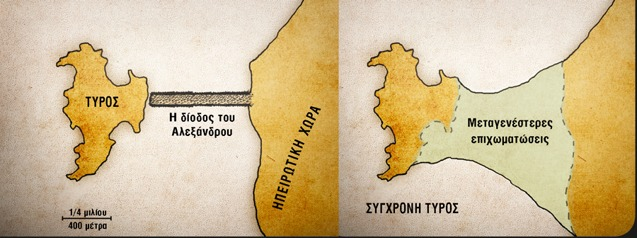 ΤΥΡΟΣ
Η δίοδος του
Αλεξάνδρου
ΗΠΕΙΡΩΤΙΚΗ ΧΩΡΑ
1/4 μιλίου
400 μέτρα
Μεταγενέστερες
επιχωματώσεις
ΣΥΓΧΡΟΝΗ ΤΥΡΟΣ